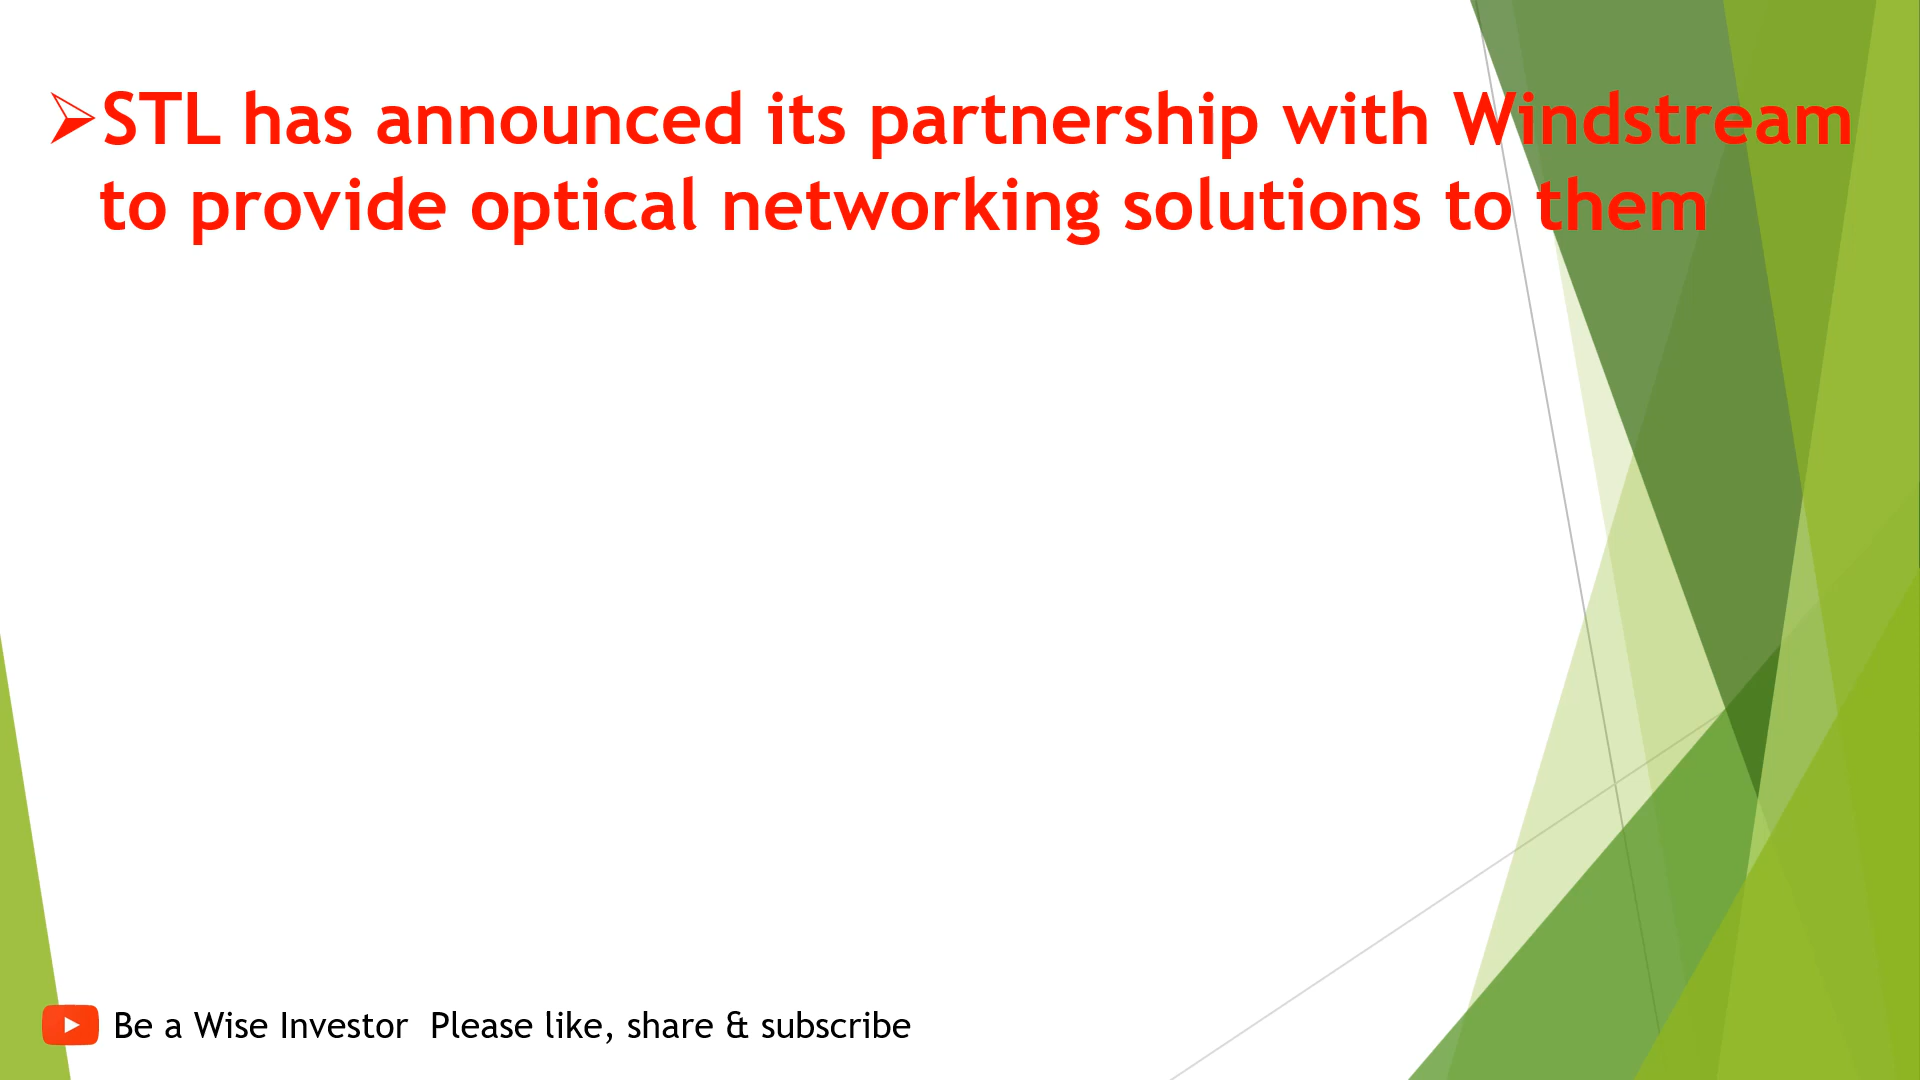 ➢STL has announced its partnership with Windstream
to provide optical networking solutions to them
Be a Wise Investor Please like, share & subscribe